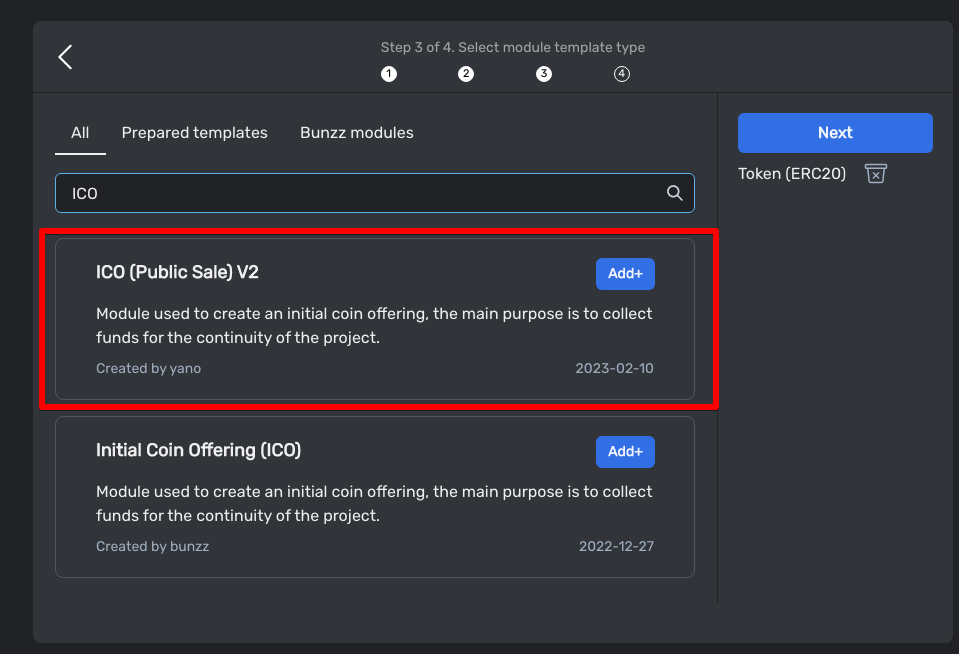 Step 3 of 4. Select module template type
1 2 3 4
All Prepared templates Bunzz modules
Next
Token (ERC20)
ICO
ICO (Public Sale) V2
Add+
Module used to create an initial coin offering, the main purpose is to collect
funds for the continuity of the project.
Created by yano 2023-02-10
Initial Coin Offering (ICO)
Add+
Module used to create an initial coin offering, the main purpose is to collect
funds for the continuity of the project.
Created by bunzz 2022-12-27